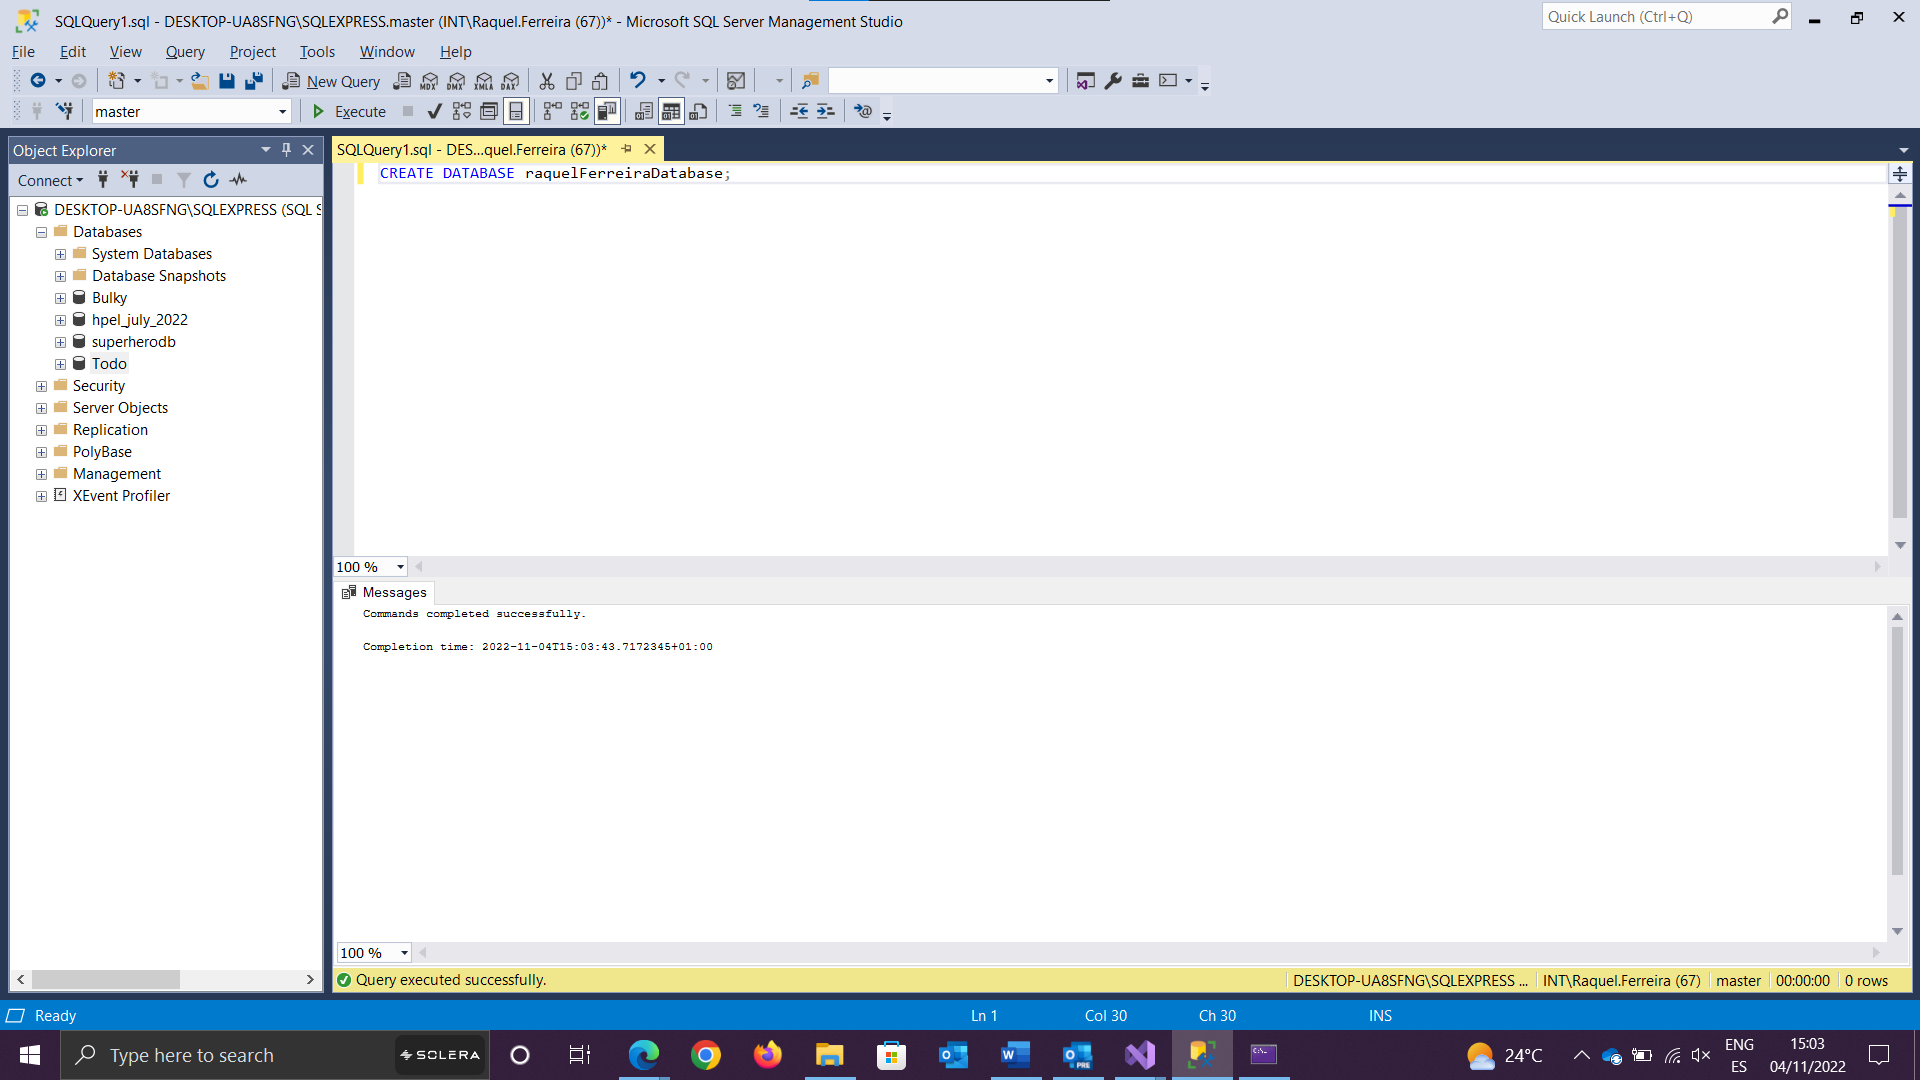 SQLQuery1.sql - DESKTOP-UA8SFNG\SQLEXPRESS.master (INT\Raquel.Ferreira (67))* - Microsoft SQL Server Management Studio
Quick Launch (Ctrl+Q)
File Edit View Query Project Tools Window Help
New Query MDX DMX XMLA DAX
master Execute
Object Explorer
SQLQuery1.sql - DES...quel.Ferreira (67))*
Connect
CREATE DATABASE raquelFerreiraDatabase;
DESKTOP-UA8SFNG\SQLEXPRESS (SQL S
Databases
System Databases
Database Snapshots
Bulky
hpel_july_2022
superherodb
Todo
Security
Server Objects
Replication
PolyBase
Management
XEvent Profiler
100 %
Messages
Commands completed successfully.
Completion time: 2022-11-04T15:03:43.7172345+01:00
100 %
Query executed successfully.
DESKTOP-UA8SFNG\SQLEXPRESS ... INT\Raquel.Ferreira (67) master 00:00:00 0 rows
Ready Ln 1 Col 30 Ch 30 INS
Type here to search SOLERA
24°C
ENG
ES
15:03
04/11/2022